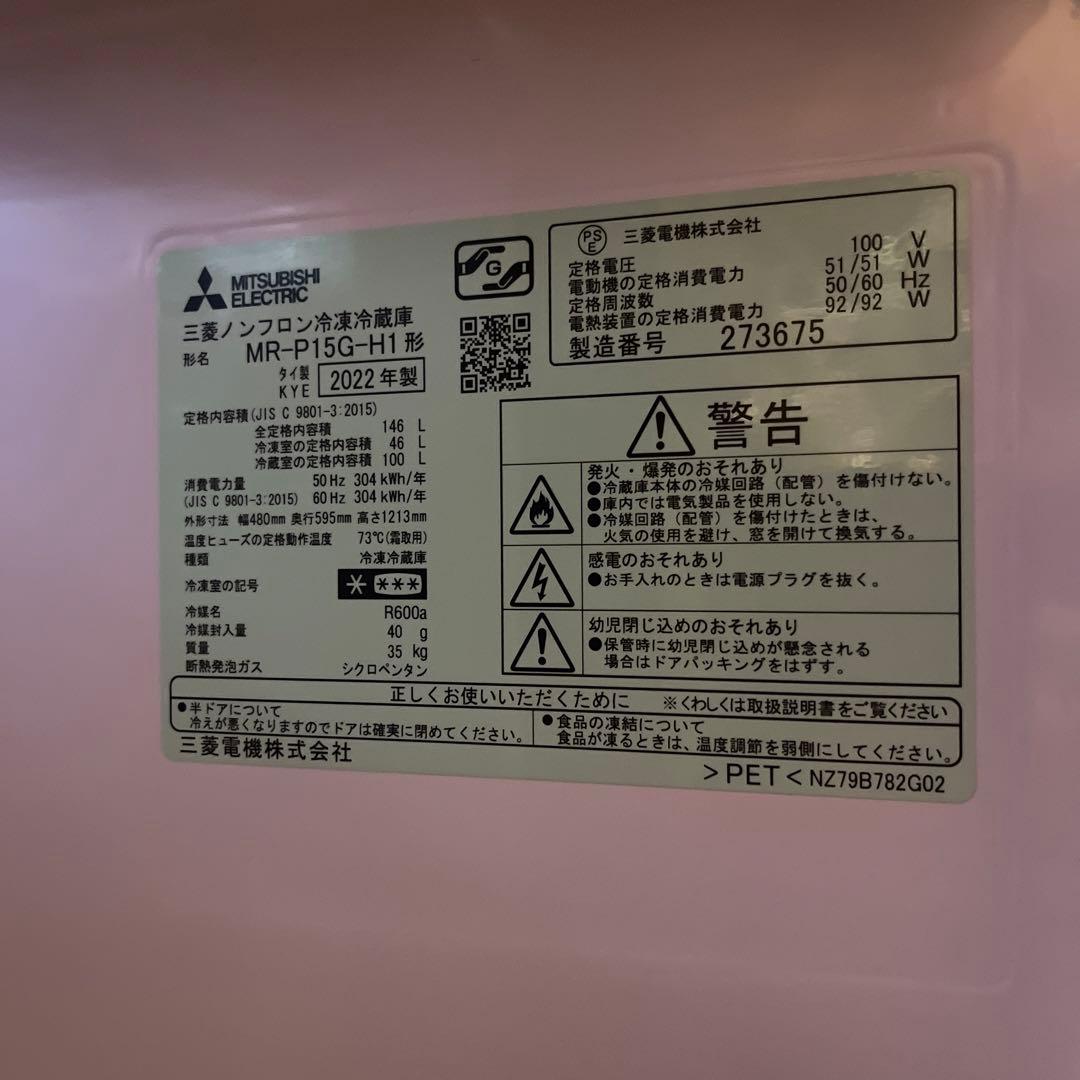 MITSUBISHI
ELECTRIC
G
三菱ノンフロン冷凍冷蔵庫
形名 MR-P15G-H1形
タイ製
KYE 2022年製
定格内容積(JIS C 9801-3:2015)
全定格内容積 146 L
冷凍室の定格内容積 46 L
冷蔵室の定格内容積 100 L
消費電力量 50Hz 304kWh/年
(JIS C 9801-3:2015) 60Hz 304kWh/年
外形寸法 幅480mm 奥行595mm 高さ1213mm
温度ヒューズの定格動作温度 73℃(霜取用)
種類 冷凍冷蔵庫
冷凍室の記号 * ***
冷媒名 R600a
冷媒封入量 40 g
質量 35 kg
断熱発泡ガス シクロペンタン
PSE 三菱電機株式会社
定格電圧 100 V
電動機の定格消費電力 51/51 W
定格周波数 50/60 Hz
電熱装置の定格消費電力 92/92 W
製造番号 273675
警告
発火・爆発のおそれあり
●冷蔵庫本体の冷媒回路(配管)を傷付けない。
●庫内では電気製品を使用しない。
●冷媒回路(配管)を傷付けたときは、
火気の使用を避け、窓を開けて換気する。
感電のおそれあり
●お手入れのときは電源プラグを抜く。
幼児閉じ込めのおそれあり
●保管時に幼児閉じ込めが懸念される
場合はドアパッキングをはずす。
正しくお使いいただくために ※くわしくは取扱説明書をご覧ください
●半ドアについて
冷えが悪くなりますのでドアは確実に閉めてください。
●食品の凍結について
食品が凍るときは、温度調節を弱側にしてください。
三菱電機株式会社
>PET< NZ79B782G02